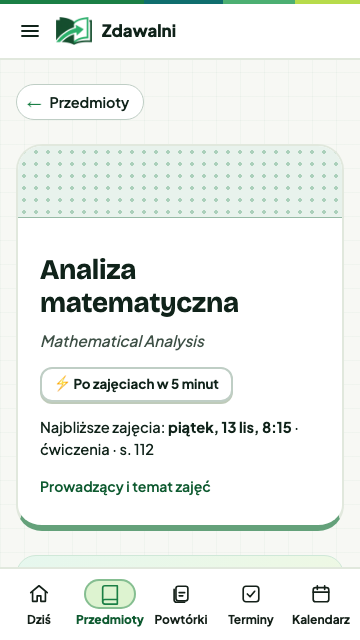 Zdawalni
← Przedmioty
Analiza
matematyczna
Mathematical Analysis
⚡ Po zajęciach w 5 minut
Najbliższe zajęcia: piątek, 13 lis, 8:15 ·
ćwiczenia · s. 112
Prowadzący i temat zajęć
Dziś Przedmioty Powtórki Terminy Kalendarz